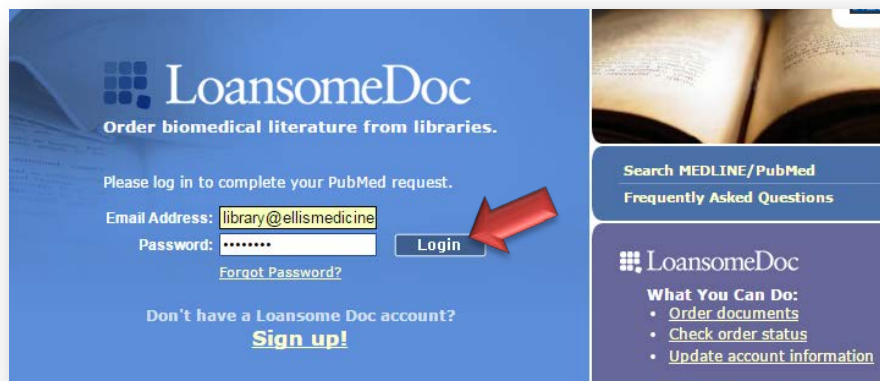 LoansomeDoc
Order biomedical literature from libraries.
Please log in to complete your PubMed request.
Email Address: library@ellismedicine
Password: ••••••••
Login
Forgot Password?
Don't have a Loansome Doc account?
Sign up!
Search MEDLINE/PubMed
Frequently Asked Questions
LoansomeDoc
What You Can Do:
• Order documents
• Check order status
• Update account information